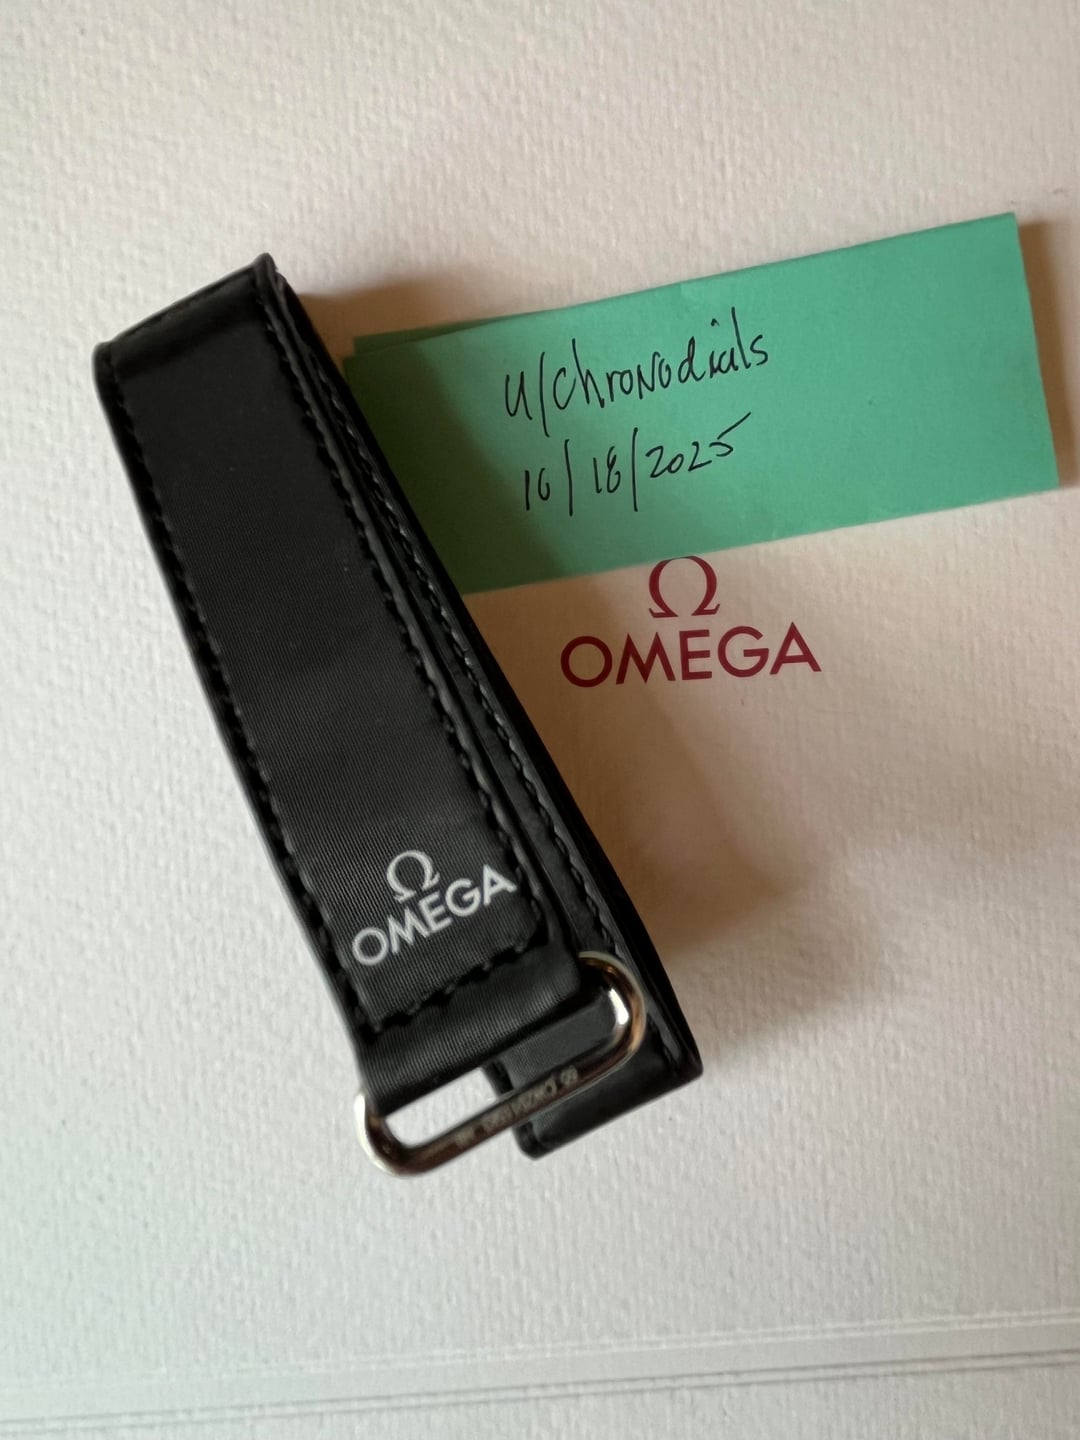 u/chronodials
10/18/2025
Ω
OMEGA
Ω
OMEGA